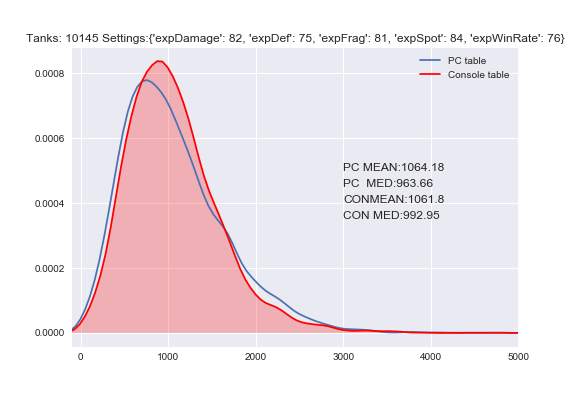 Tanks: 10145 Settings:{'expDamage': 82, 'expDef': 75, 'expFrag': 81, 'expSpot': 84, 'expWinRate': 76}
PC table
Console table
0.0008
0.0006
0.0004
0.0002
0.0000
PC MEAN:1064.18
PC  MED:963.66
CONMEAN:1061.8
CON MED:992.95
0
1000
2000
3000
4000
5000